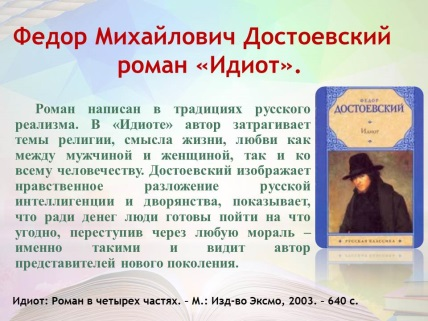 Федор Михайлович Достоевский
роман «Идиот».
Роман написан в традициях русского
реализма. В «Идиоте» автор затрагивает
темы религии, смысла жизни, любви как
между мужчиной и женщиной, так и ко
всему человечеству. Достоевский изображает
нравственное разложение русской
интеллигенции и дворянства, показывает,
что ради денег люди готовы пойти на что
угодно, переступив через любую мораль –
именно такими и видит автор
представителей нового поколения.
ФЕДОР
ДОСТОЕВСКИЙ
Идиот
РУССКАЯ КЛАССИКА
Идиот: Роман в четырех частях. – М.: Изд-во Эксмо, 2003. – 640 с.